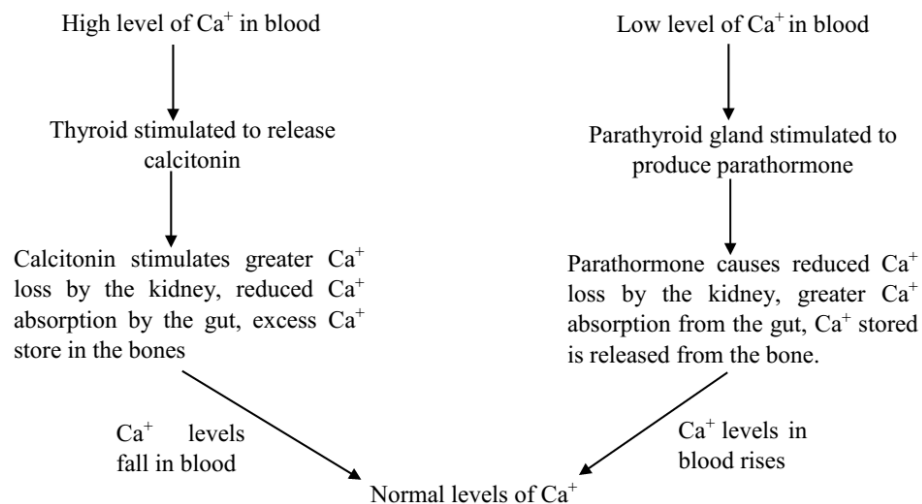 High level of Ca⁺ in blood
Low level of Ca⁺ in blood
Thyroid stimulated to release
calcitonin
Parathyroid gland stimulated to
produce parathormone
Calcitonin stimulates greater Ca⁺
loss by the kidney, reduced Ca⁺
absorption by the gut, excess Ca⁺
store in the bones
Parathormone causes reduced Ca⁺
loss by the kidney, greater Ca⁺
absorption from the gut, Ca⁺ stored
is released from the bone.
Ca⁺ levels
fall in blood
Ca⁺ levels in
blood rises
Normal levels of Ca⁺